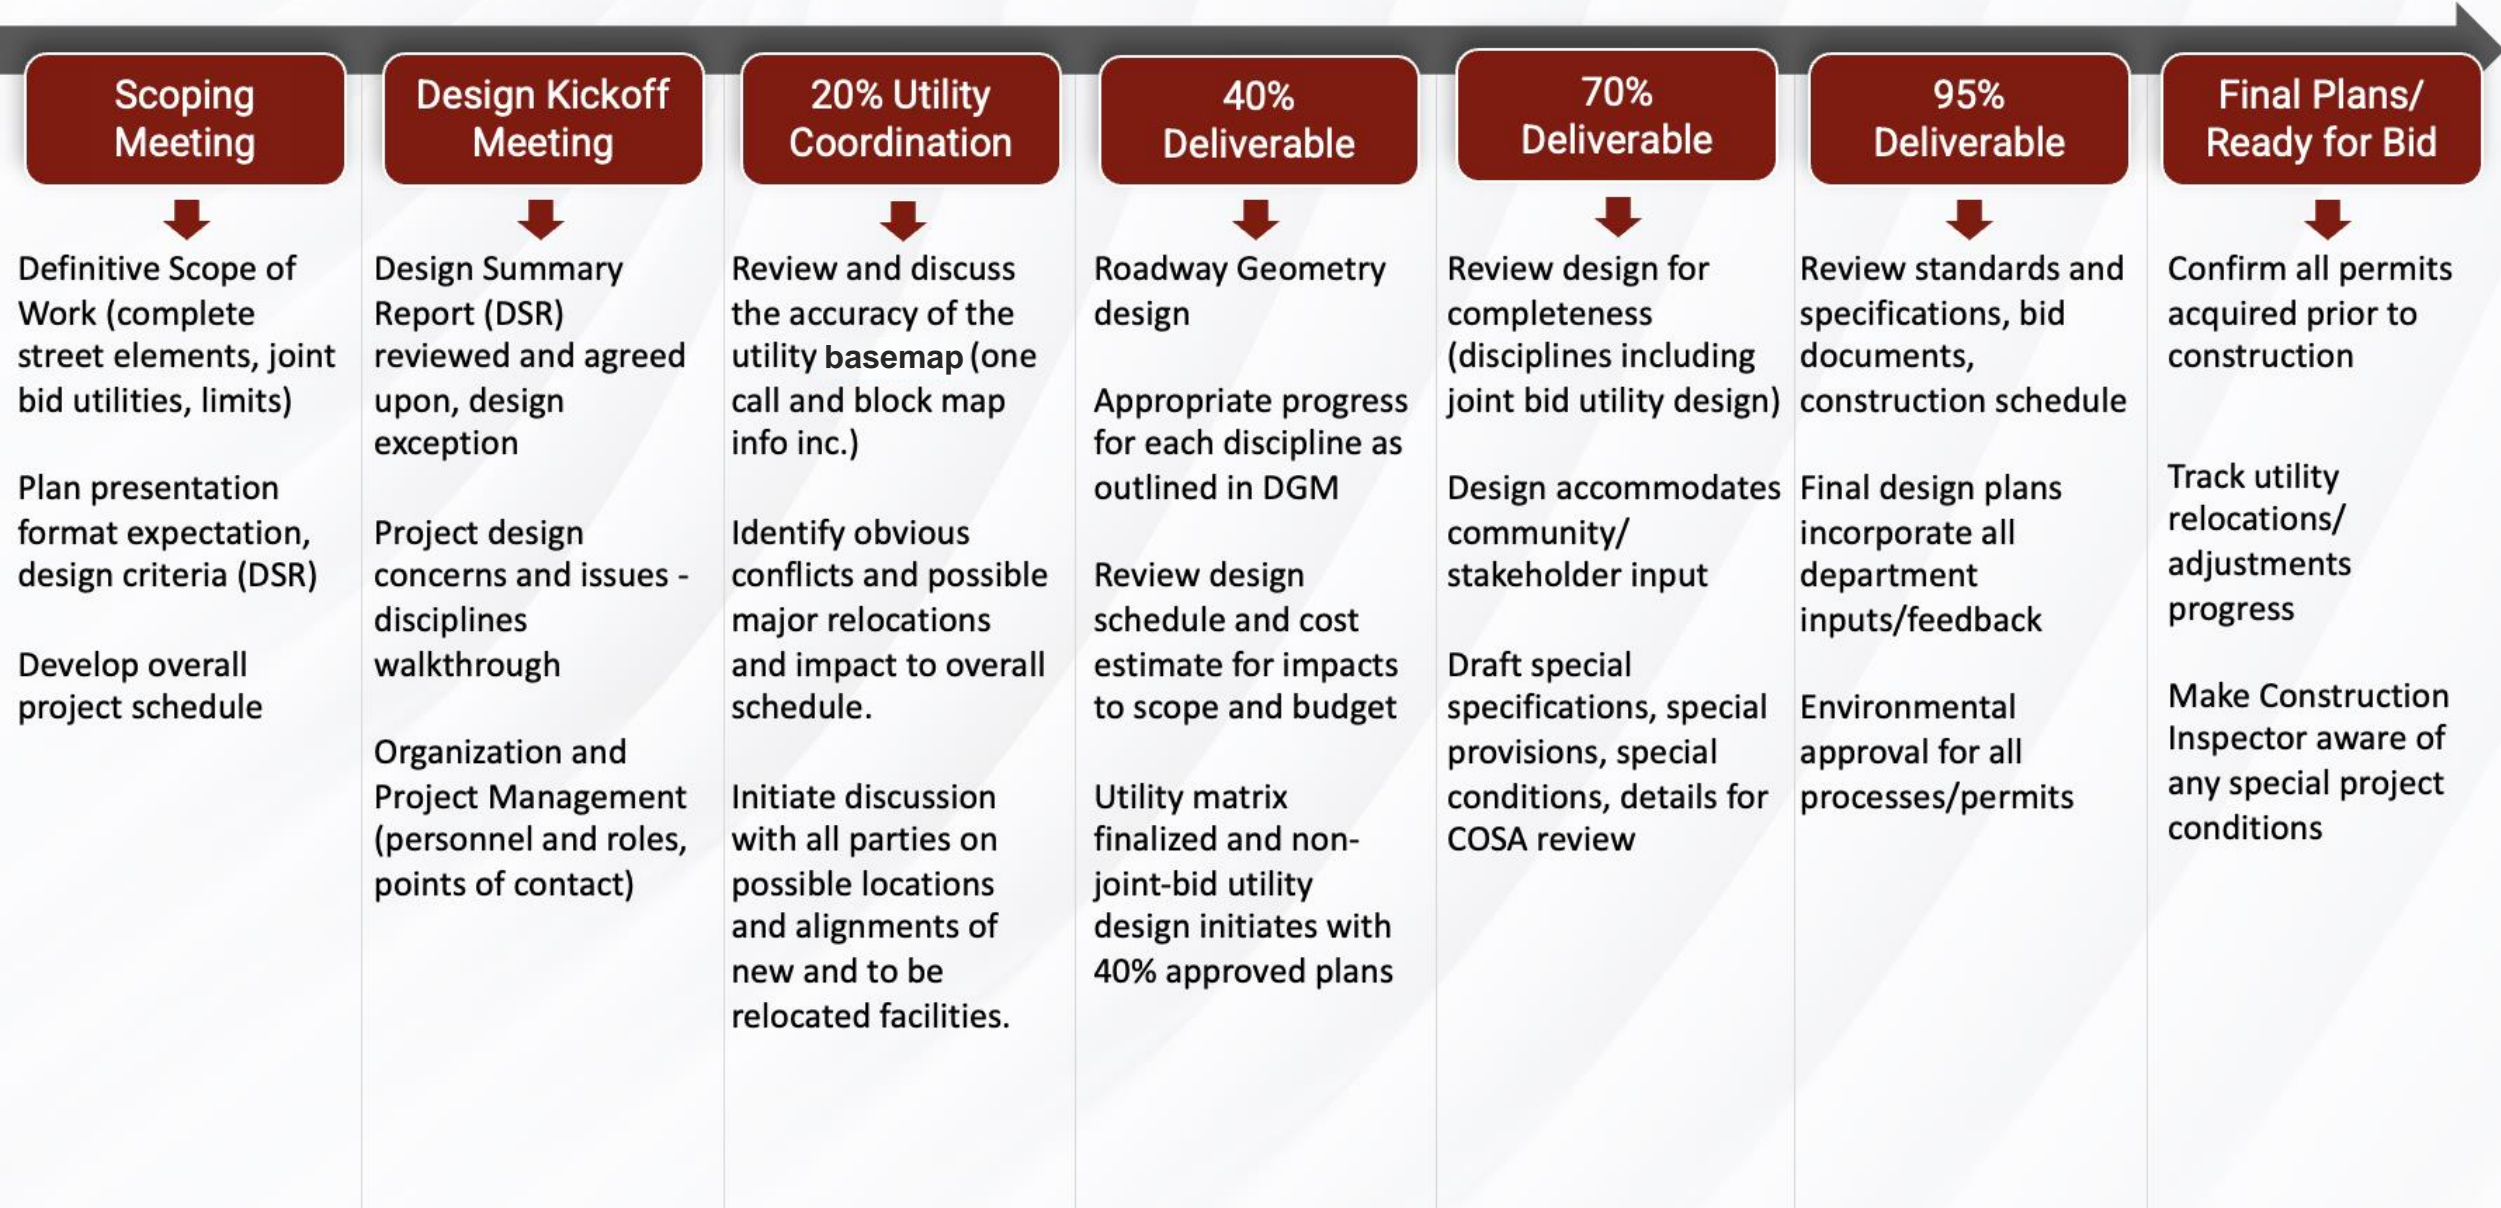 Scoping
Meeting
Definitive Scope of
Work (complete
street elements, joint
bid utilities, limits)
Plan presentation
format expectation,
design criteria (DSR)
Develop overall
project schedule
Design Kickoff
Meeting
Design Summary
Report (DSR)
reviewed and agreed
upon, design
exception
Project design
concerns and issues -
disciplines
walkthrough
Organization and
Project Management
(personnel and roles,
points of contact)
20% Utility
Coordination
Review and discuss
the accuracy of the
utility basemap (one
call and block map
info inc.)
Identify obvious
conflicts and possible
major relocations
and impact to overall
schedule.
Initiate discussion
with all parties on
possible locations
and alignments of
new and to be
relocated facilities.
40%
Deliverable
Roadway Geometry
design
Appropriate progress
for each discipline as
outlined in DGM
Review design
schedule and cost
estimate for impacts
to scope and budget
Utility matrix
finalized and non-
joint-bid utility
design initiates with
40% approved plans
70%
Deliverable
Review design for
completeness
(disciplines including
joint bid utility design)
Design accommodates
community/
stakeholder input
Draft special
specifications, special
provisions, special
conditions, details for
COSA review
95%
Deliverable
Review standards and
specifications, bid
documents,
construction schedule
Final design plans
incorporate all
department
inputs/feedback
Environmental
approval for all
processes/permits
Final Plans/
Ready for Bid
Confirm all permits
acquired prior to
construction
Track utility
relocations/
adjustments
progress
Make Construction
Inspector aware of
any special project
conditions